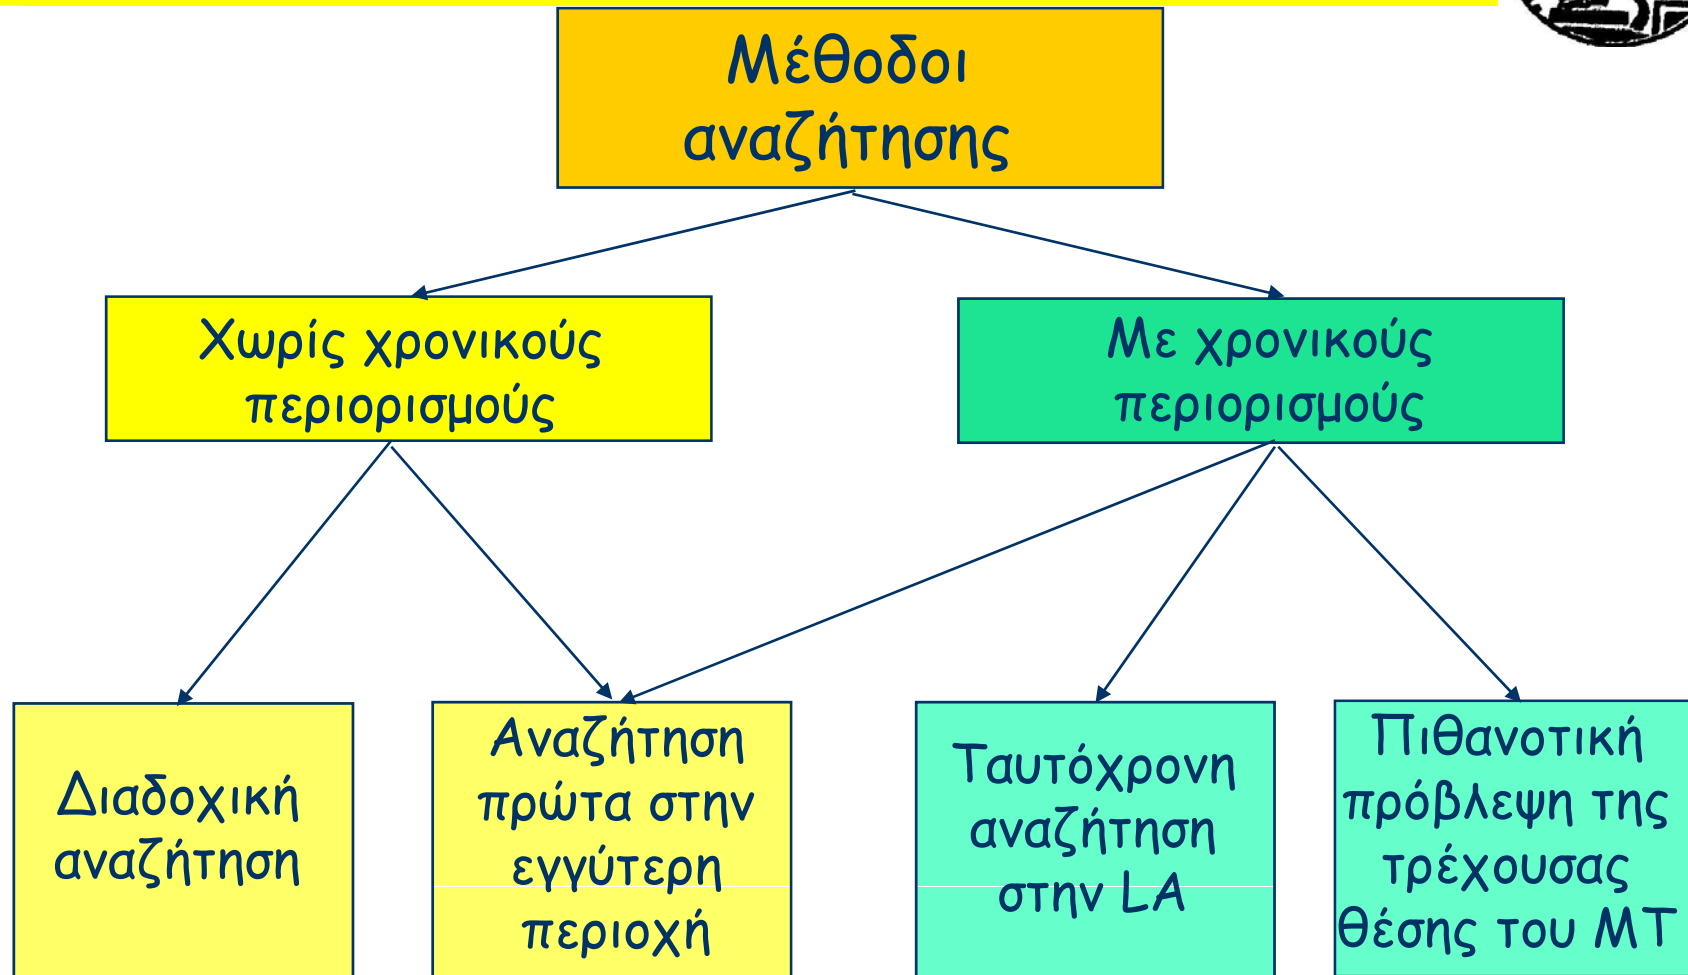 Μέθοδοι
αναζήτησης
Χωρίς χρονικούς
περιορισμούς
Με χρονικούς
περιορισμούς
Διαδοχική
αναζήτηση
Αναζήτηση
πρώτα στην
εγγύτερη
περιοχή
Ταυτόχρονη
αναζήτηση
στην LA
Πιθανοτική
πρόβλεψη της
τρέχουσας
θέσης του ΜΤ